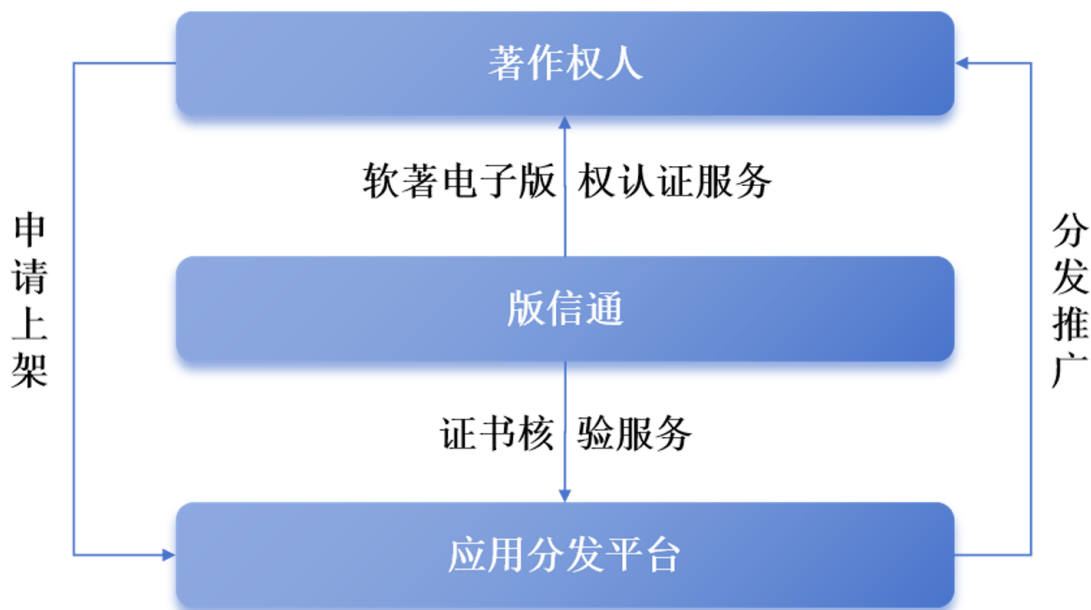 著作权人
软著电子版 权认证服务
申请上架
分发推广
版信通
证书核 验服务
应用分发平台